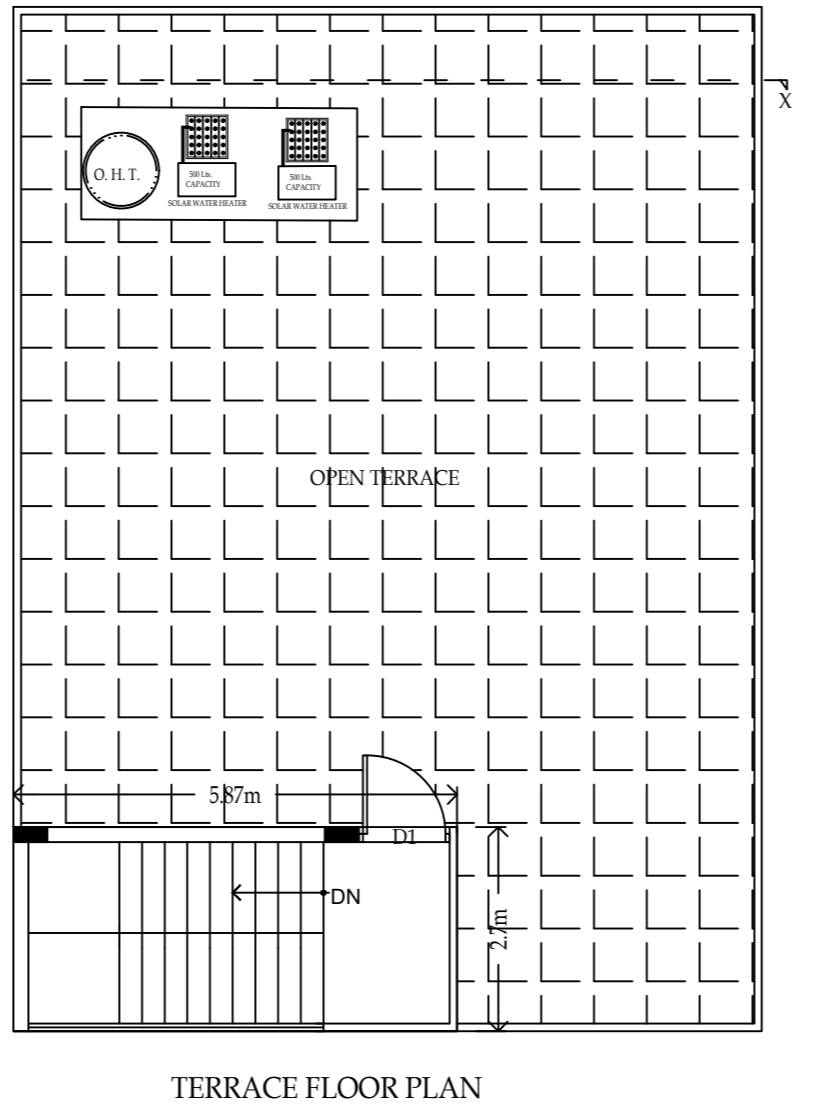 X
O. H. T.
500 Lts.
CAPACITY
SOLAR WATER HEATER
500 Lts.
CAPACITY
SOLAR WATER HEATER
OPEN TERRACE
5.87m
D1
DN
2.7m
TERRACE FLOOR PLAN